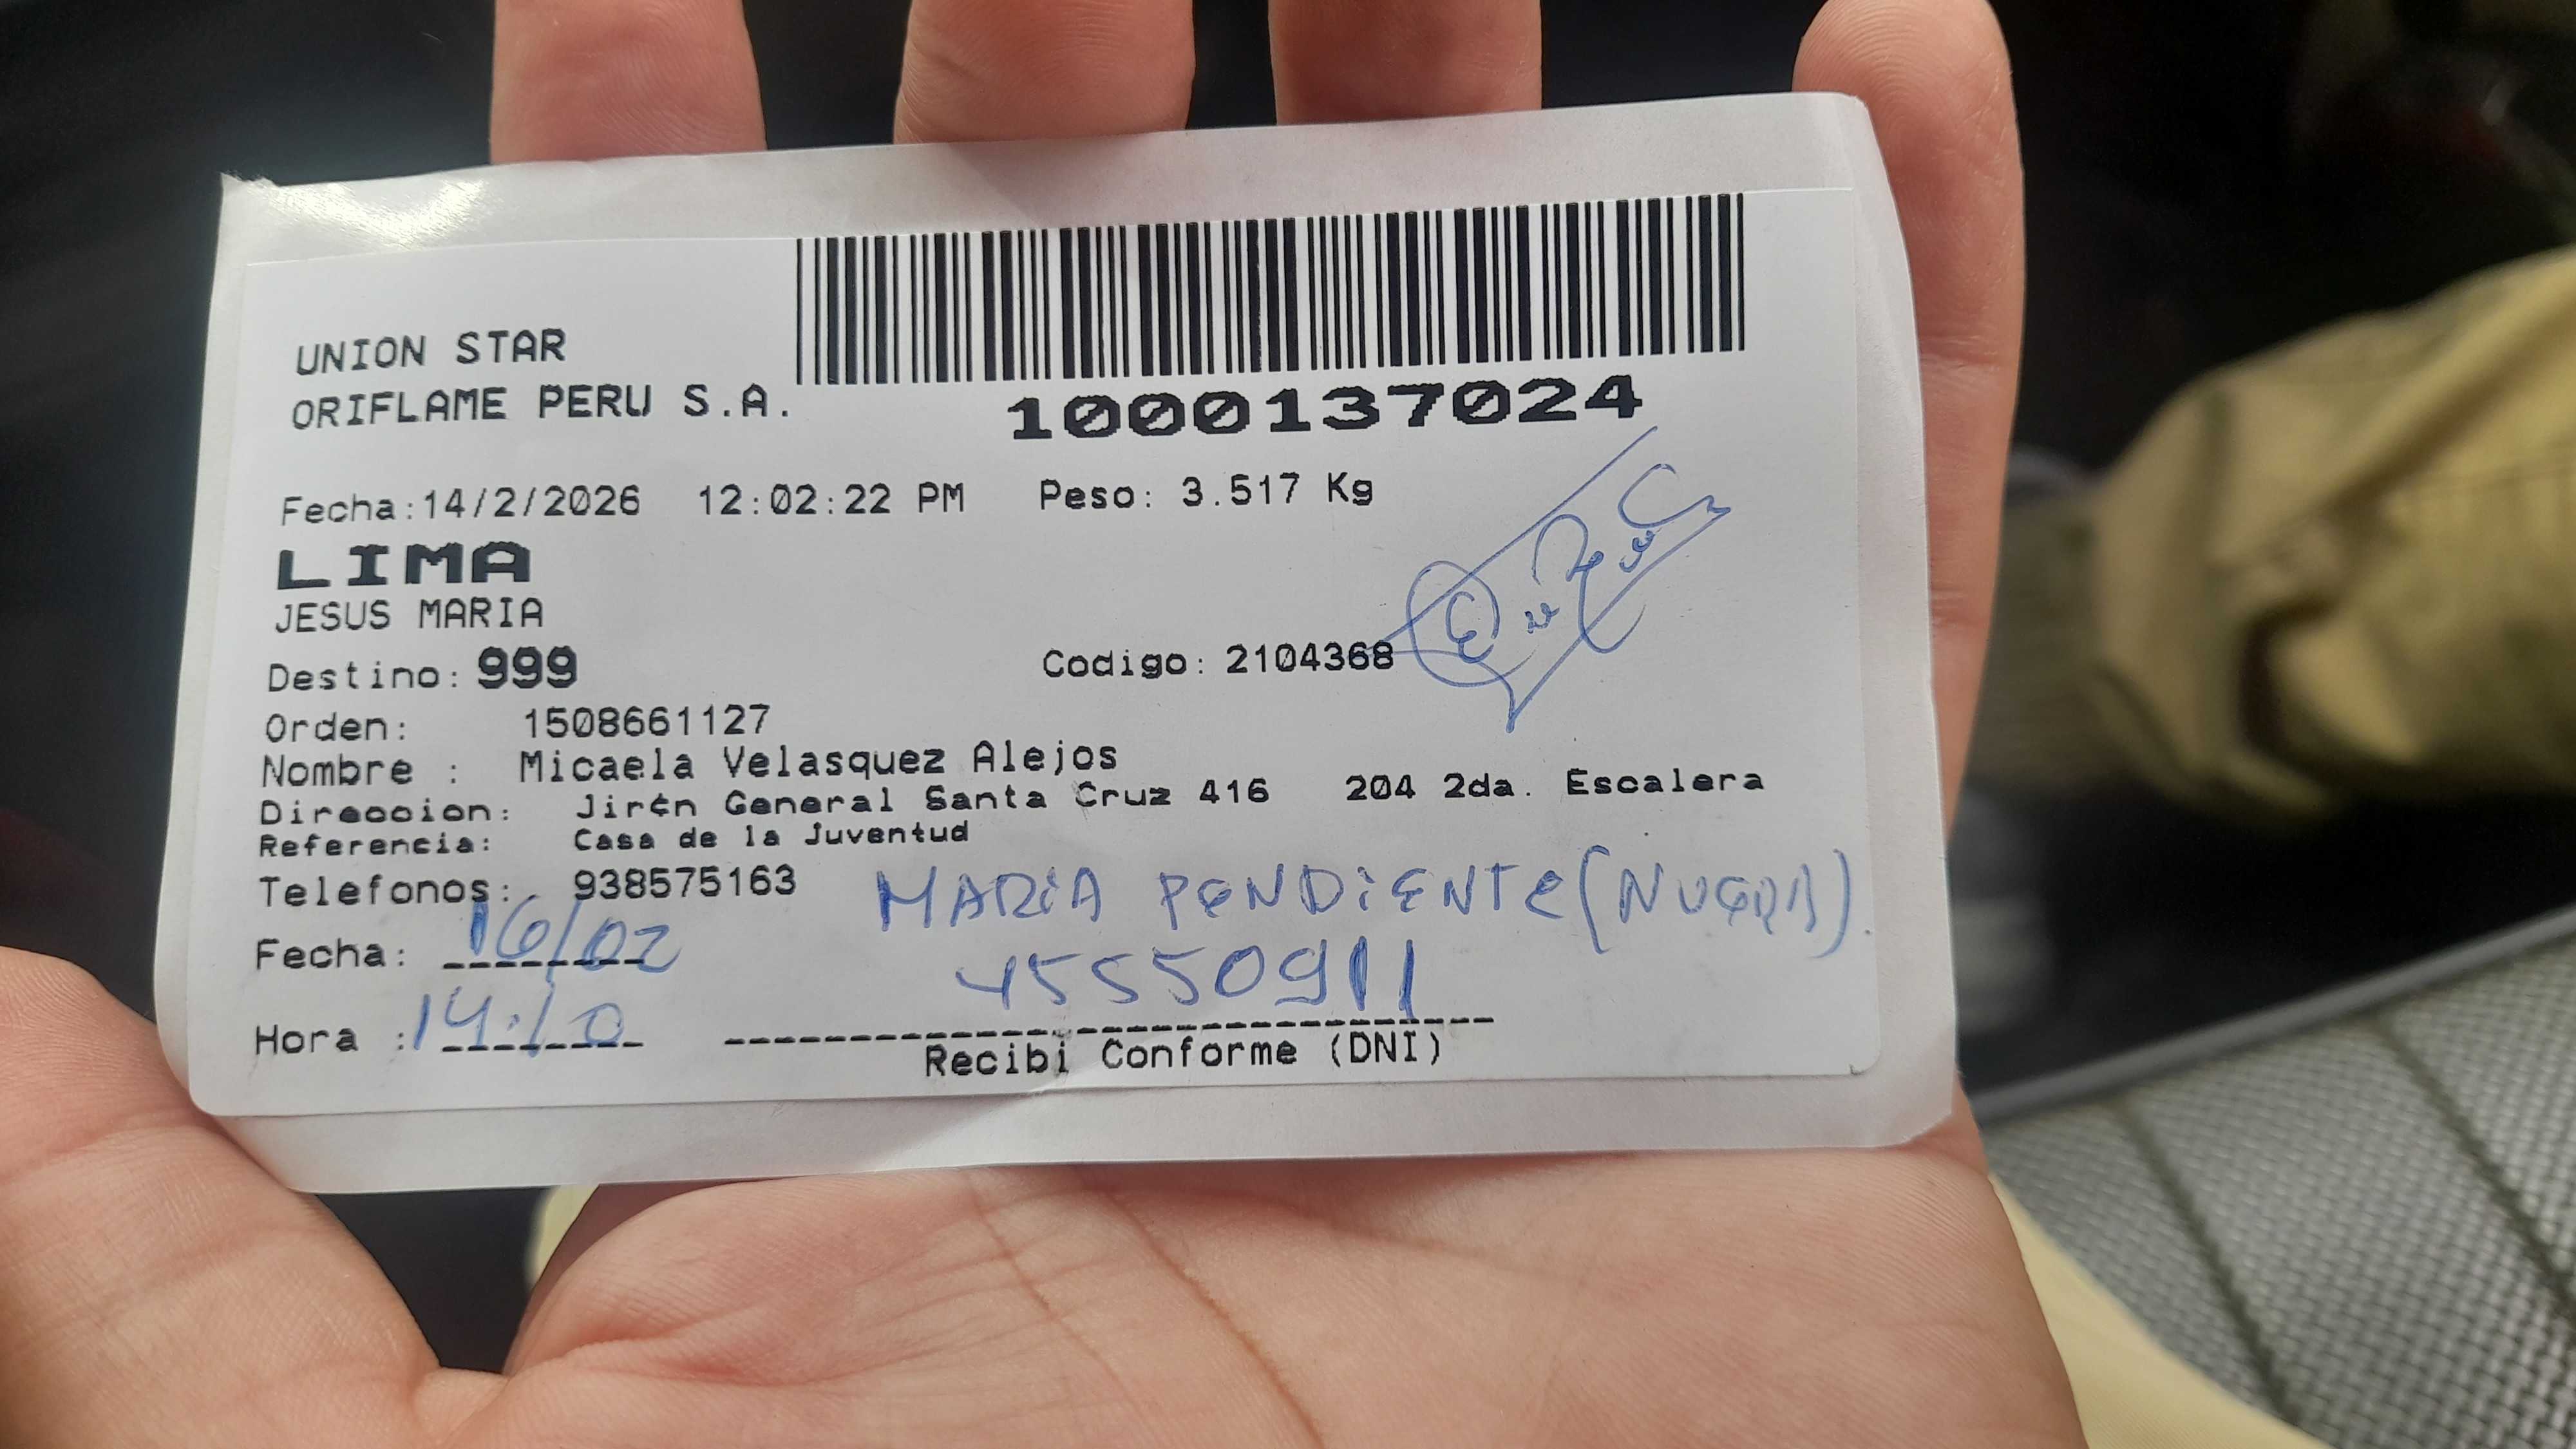 UNION STAR
ORIFLAME PERU S.A.
1000137024
Fecha:14/2/2026 12:02:22 PM Peso: 3.517 Kg
LIMA
JESUS MARIA
Destino: 999 Codigo: 2104368
Orden: 1508661127
Nombre : Micaela Velasquez Alejos
Direccion: Jir¢n General Santa Cruz 416 204 2da. Escalera
Referencia: Casa de la Juventud
Telefonos: 938575163
MARIA PENDIENTE (NUERA)
Fecha: 16/02
45550911
Hora : 14:10
Recibi Conforme (DNI)